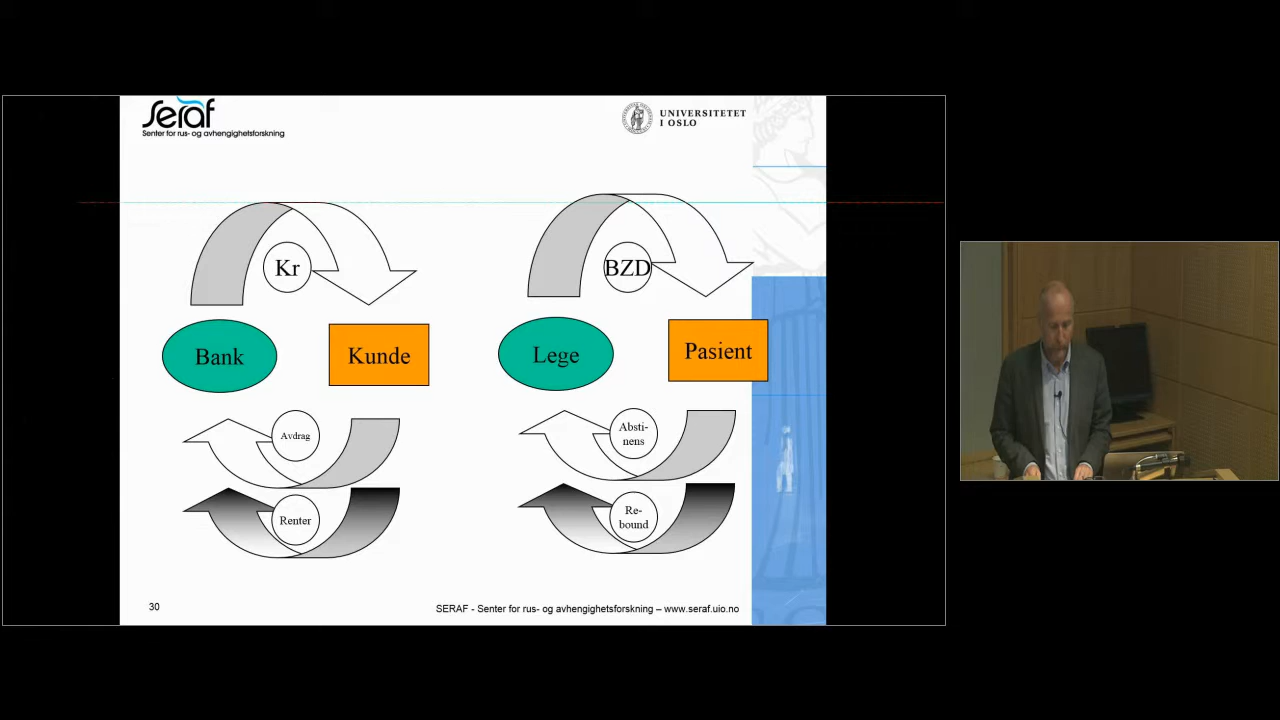 seraf
Senter for rus- og avhengighetsforskning
UNIVERSITETET
I OSLO
Kr
BZD
Bank
Kunde
Lege
Pasient
Avdrag
Absti-
nens
Renter
Re-
bound
30
SERAF - Senter for rus- og avhengighetsforskning – www.seraf.uio.no